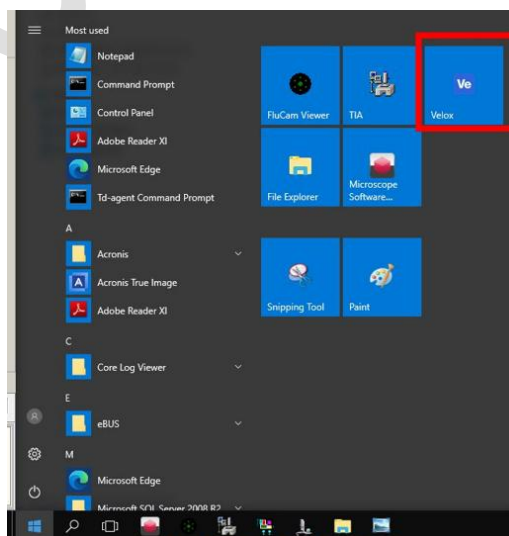 Most used
Notepad
Command Prompt
Control Panel
Adobe Reader XI
Microsoft Edge
Td-agent Command Prompt
A
Acronis
Acronis True Image
Adobe Reader XI
C
Core Log Viewer
E
eBUS
M
Microsoft Edge
Microsoft SQL Server 2008 R2
FluCam Viewer
TIA
Ve
Velox
File Explorer
Microscope
Software...
Snipping Tool
Paint